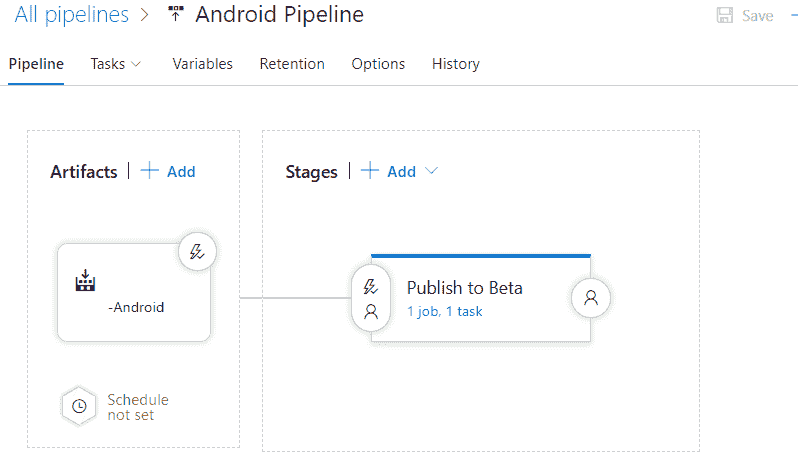 All pipelines > Android Pipeline
Save
Pipeline Tasks Variables Retention Options History
Artifacts | + Add
Stages | + Add
-Android
Publish to Beta
1 job, 1 task
Schedule
not set